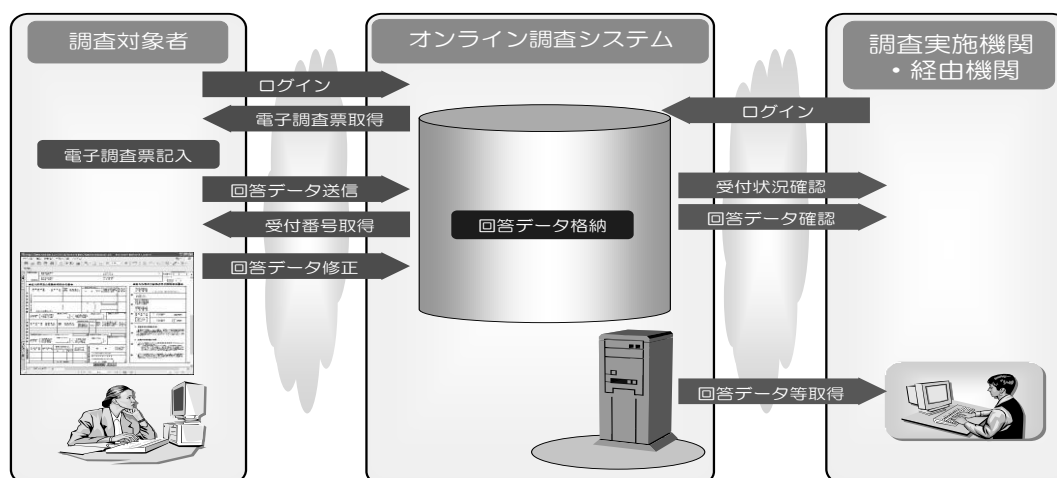 調査対象者
オンライン調査システム
調査実施機関
・経由機関
ログイン
電子調査票取得
電子調査票記入
回答データ送信
受付番号取得
回答データ修正
回答データ格納
ログイン
受付状況確認
回答データ確認
回答データ等取得